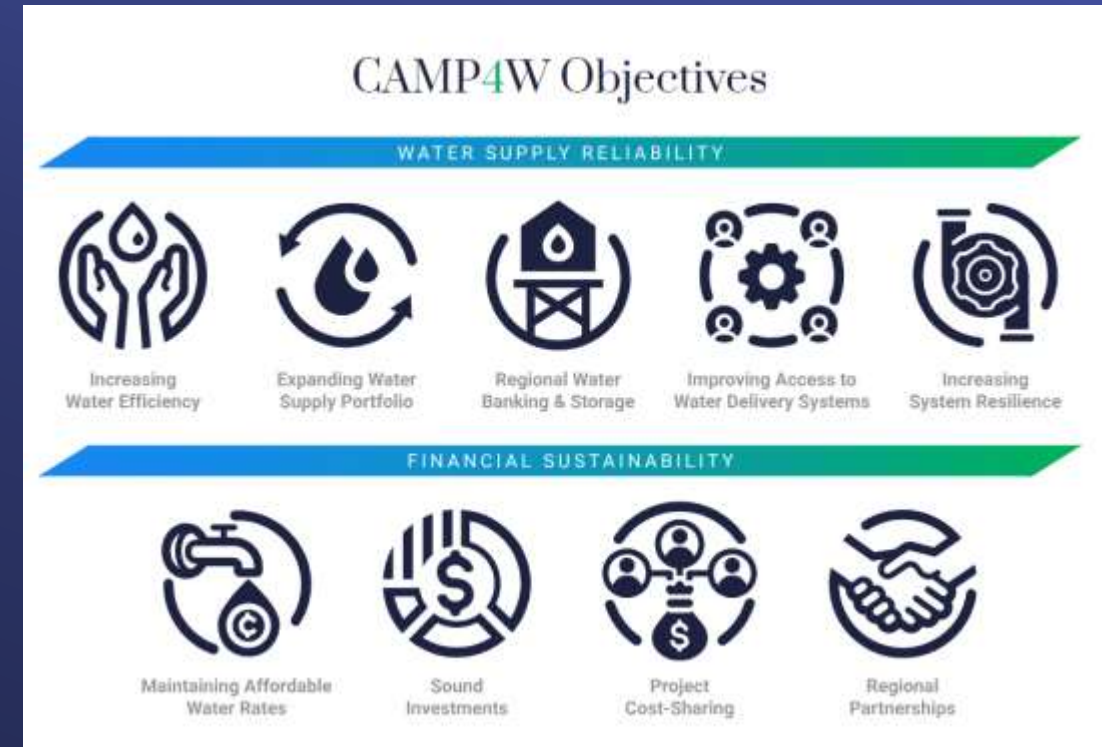 CAMP4W Objectives
WATER SUPPLY RELIABILITY
Increasing
Water Efficiency
Expanding Water
Supply Portfolio
Regional Water
Banking & Storage
Improving Access to
Water Delivery Systems
Increasing
System Resilience
FINANCIAL SUSTAINABILITY
¢
$
$
Maintaining Affordable
Water Rates
Sound
Investments
Project
Cost-Sharing
Regional
Partnerships